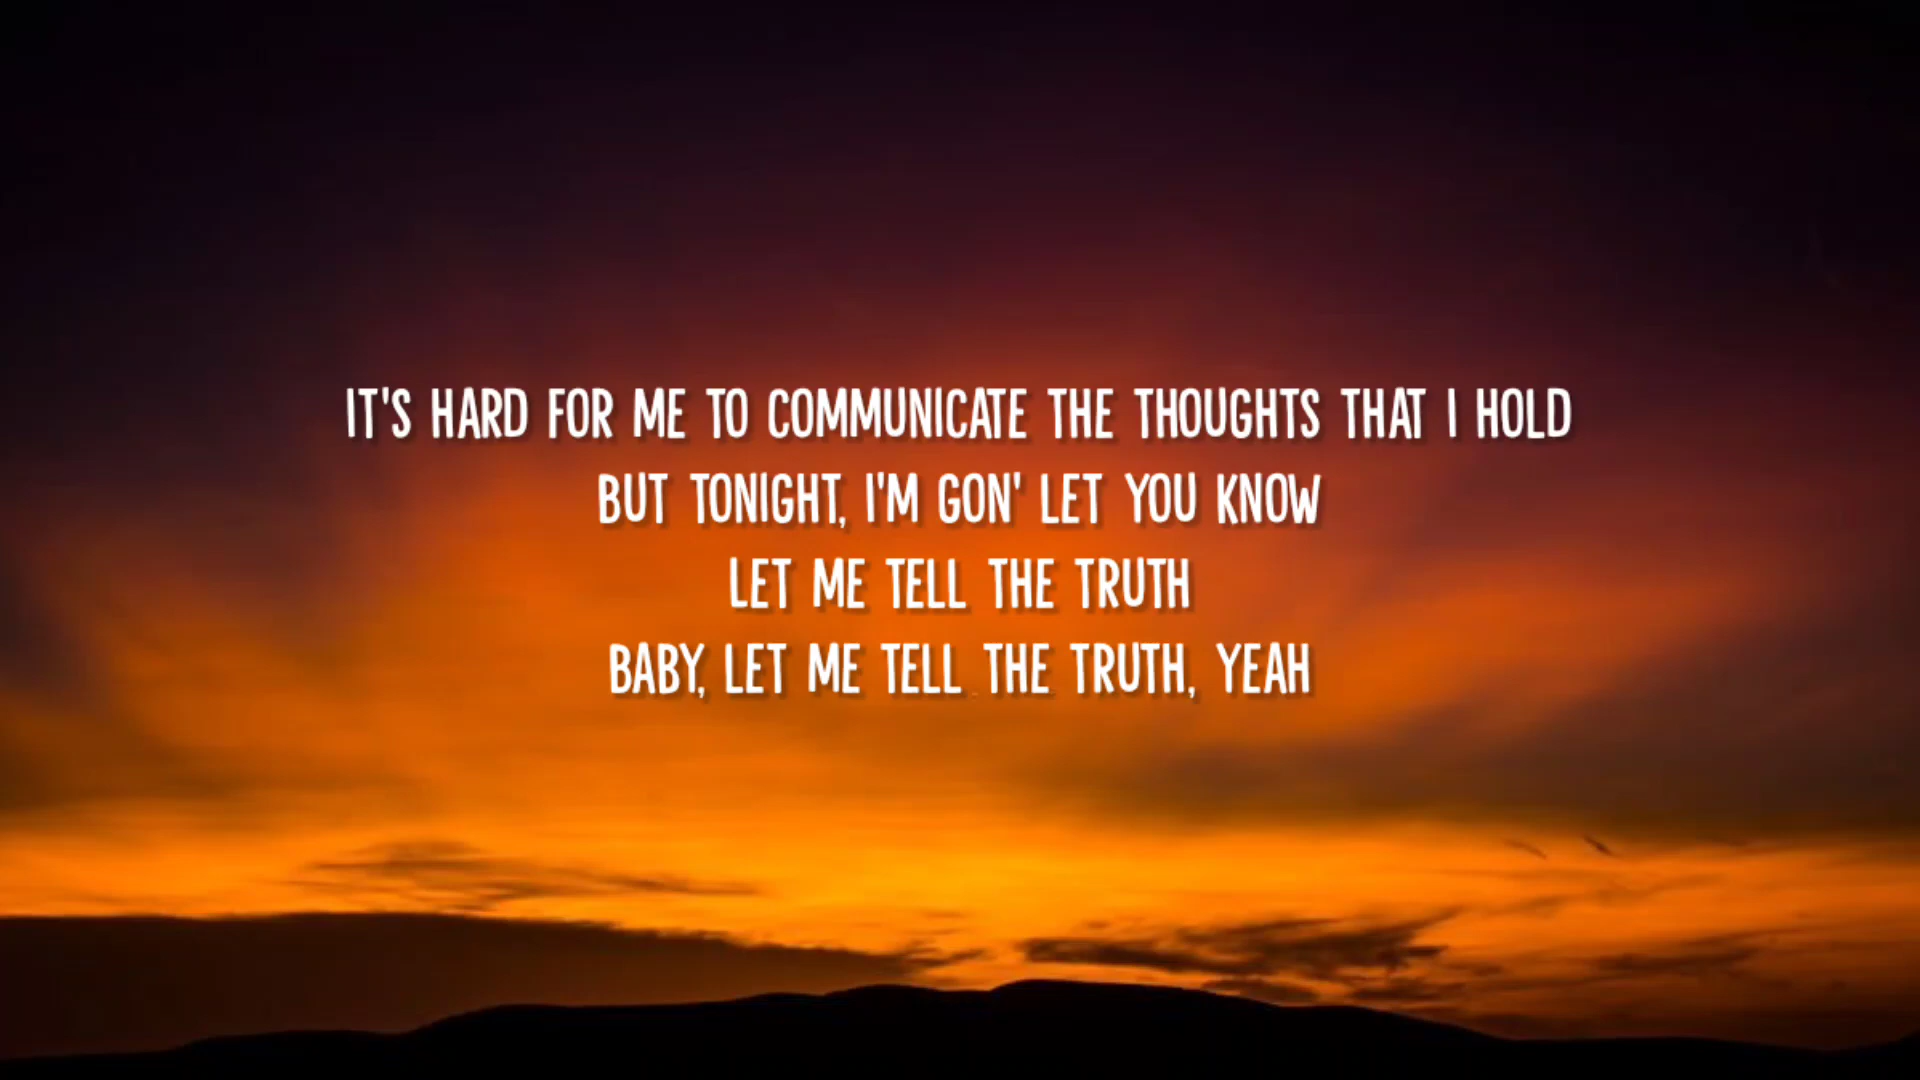 IT'S HARD FOR ME TO COMMUNICATE THE THOUGHTS THAT I HOLD
BUT TONIGHT, I'M GON' LET YOU KNOW
LET ME TELL THE TRUTH
BABY, LET ME TELL THE TRUTH, YEAH